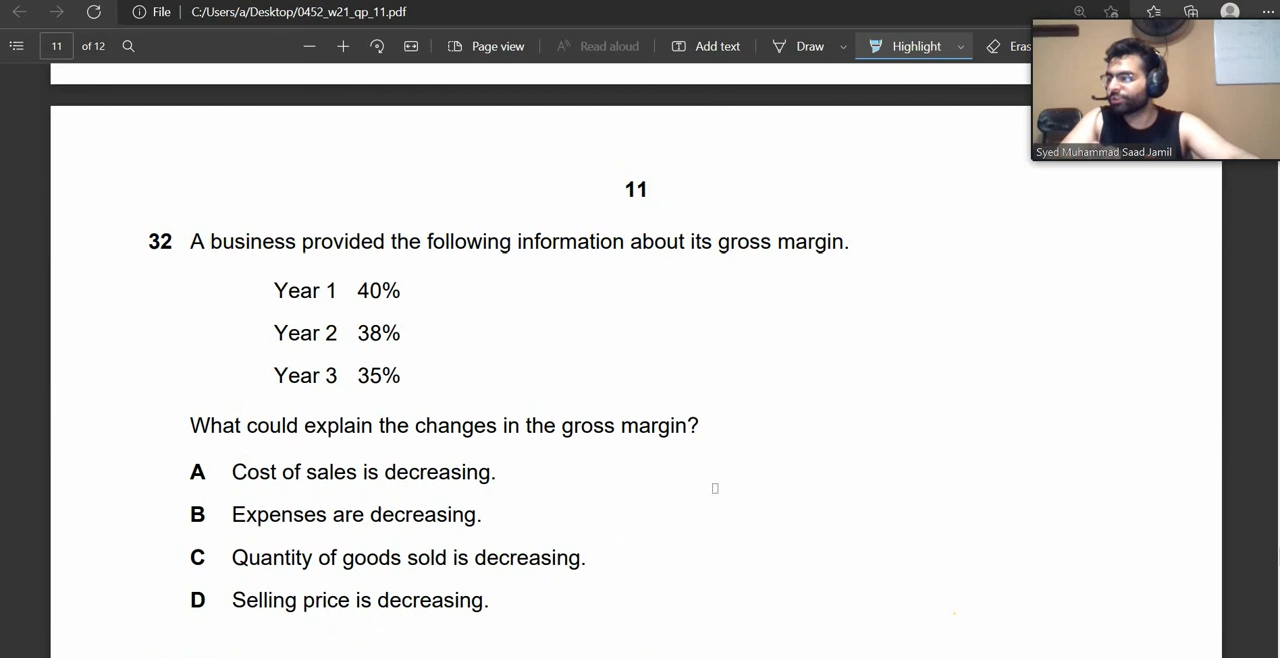 File | C:/Users/a/Desktop/0452_w21_qp_11.pdf
11 of 12 Page view Read aloud Add text Draw Highlight Eras
Syed Muhammad Saad Jamil
11
32 A business provided the following information about its gross margin.
Year 1 40%
Year 2 38%
Year 3 35%
What could explain the changes in the gross margin?
A Cost of sales is decreasing.
B Expenses are decreasing.
C Quantity of goods sold is decreasing.
D Selling price is decreasing.